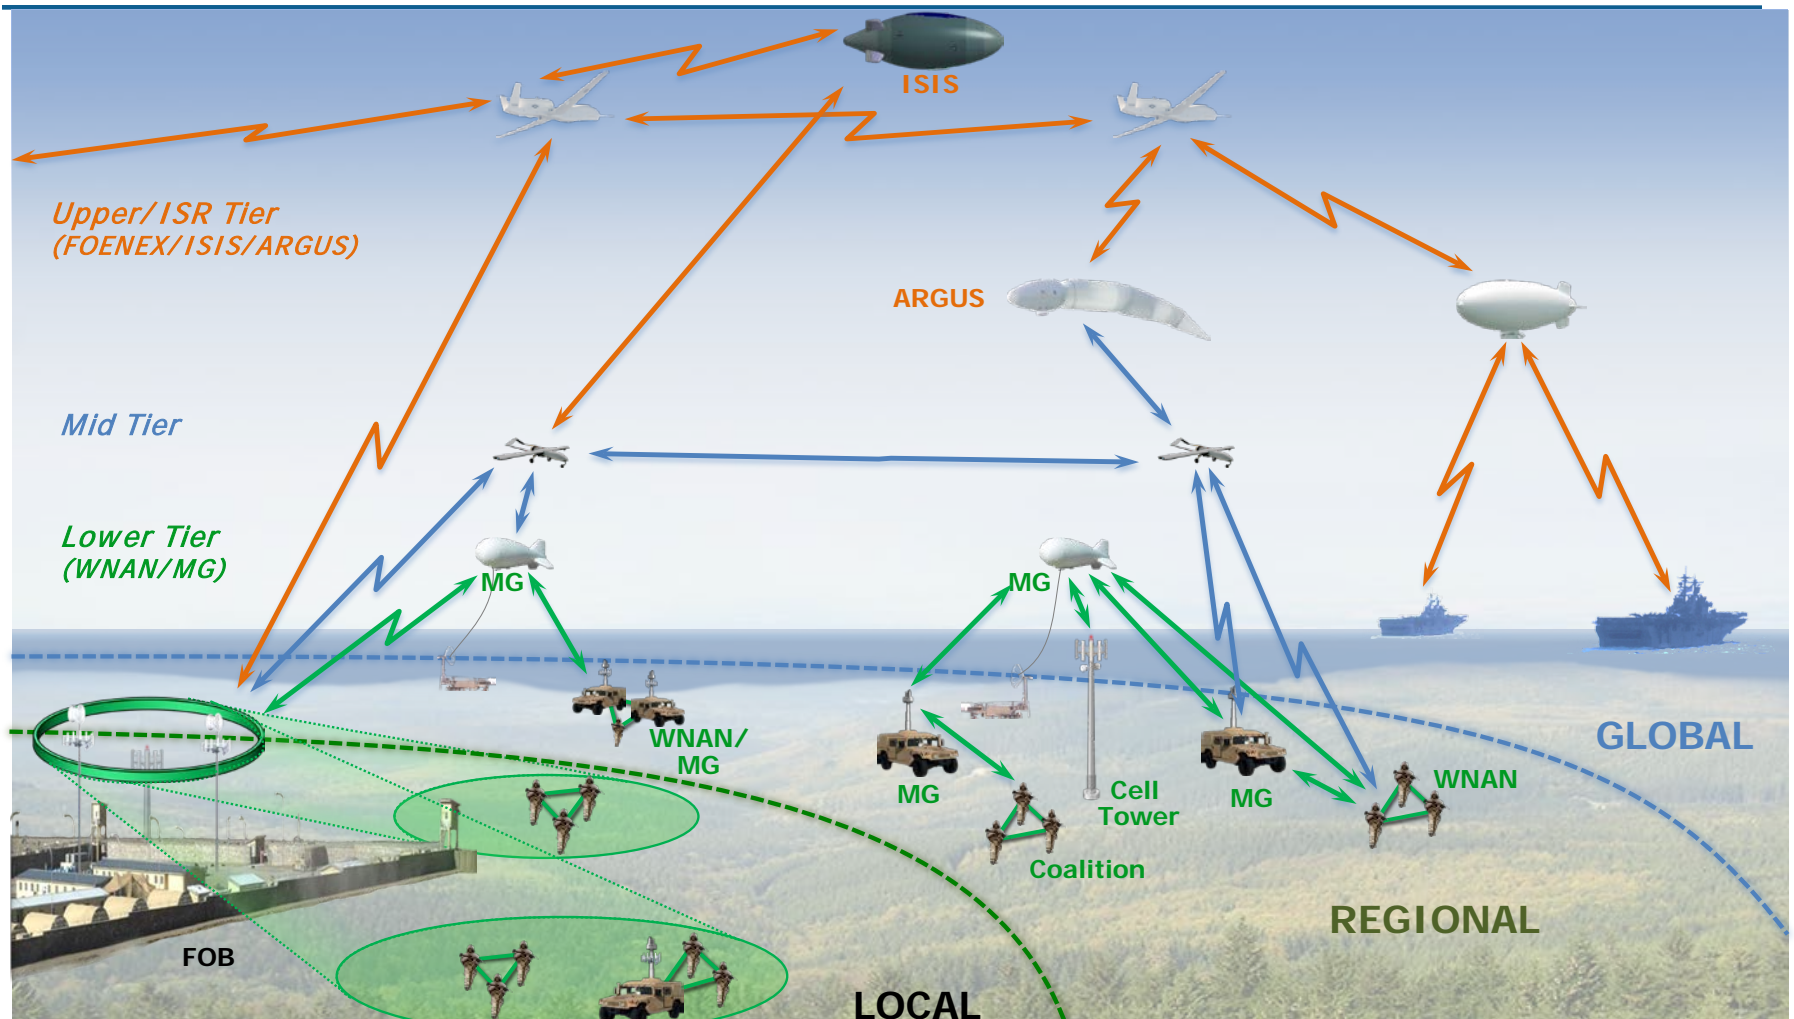 ISIS
Upper/ISR Tier
(FOENEX/ISIS/ARGUS)
ARGUS
Mid Tier
Lower Tier
(WNAN/MG)
MG
MG
WNAN/
MG
GLOBAL
MG
Cell
Tower
MG
WNAN
Coalition
REGIONAL
FOB
LOCAL